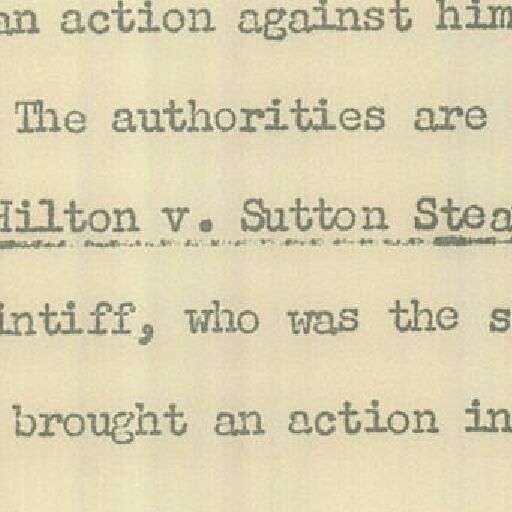 an action against him
The authorities are
Hilton v. Sutton Stea
intiff, who was the s
brought an action in